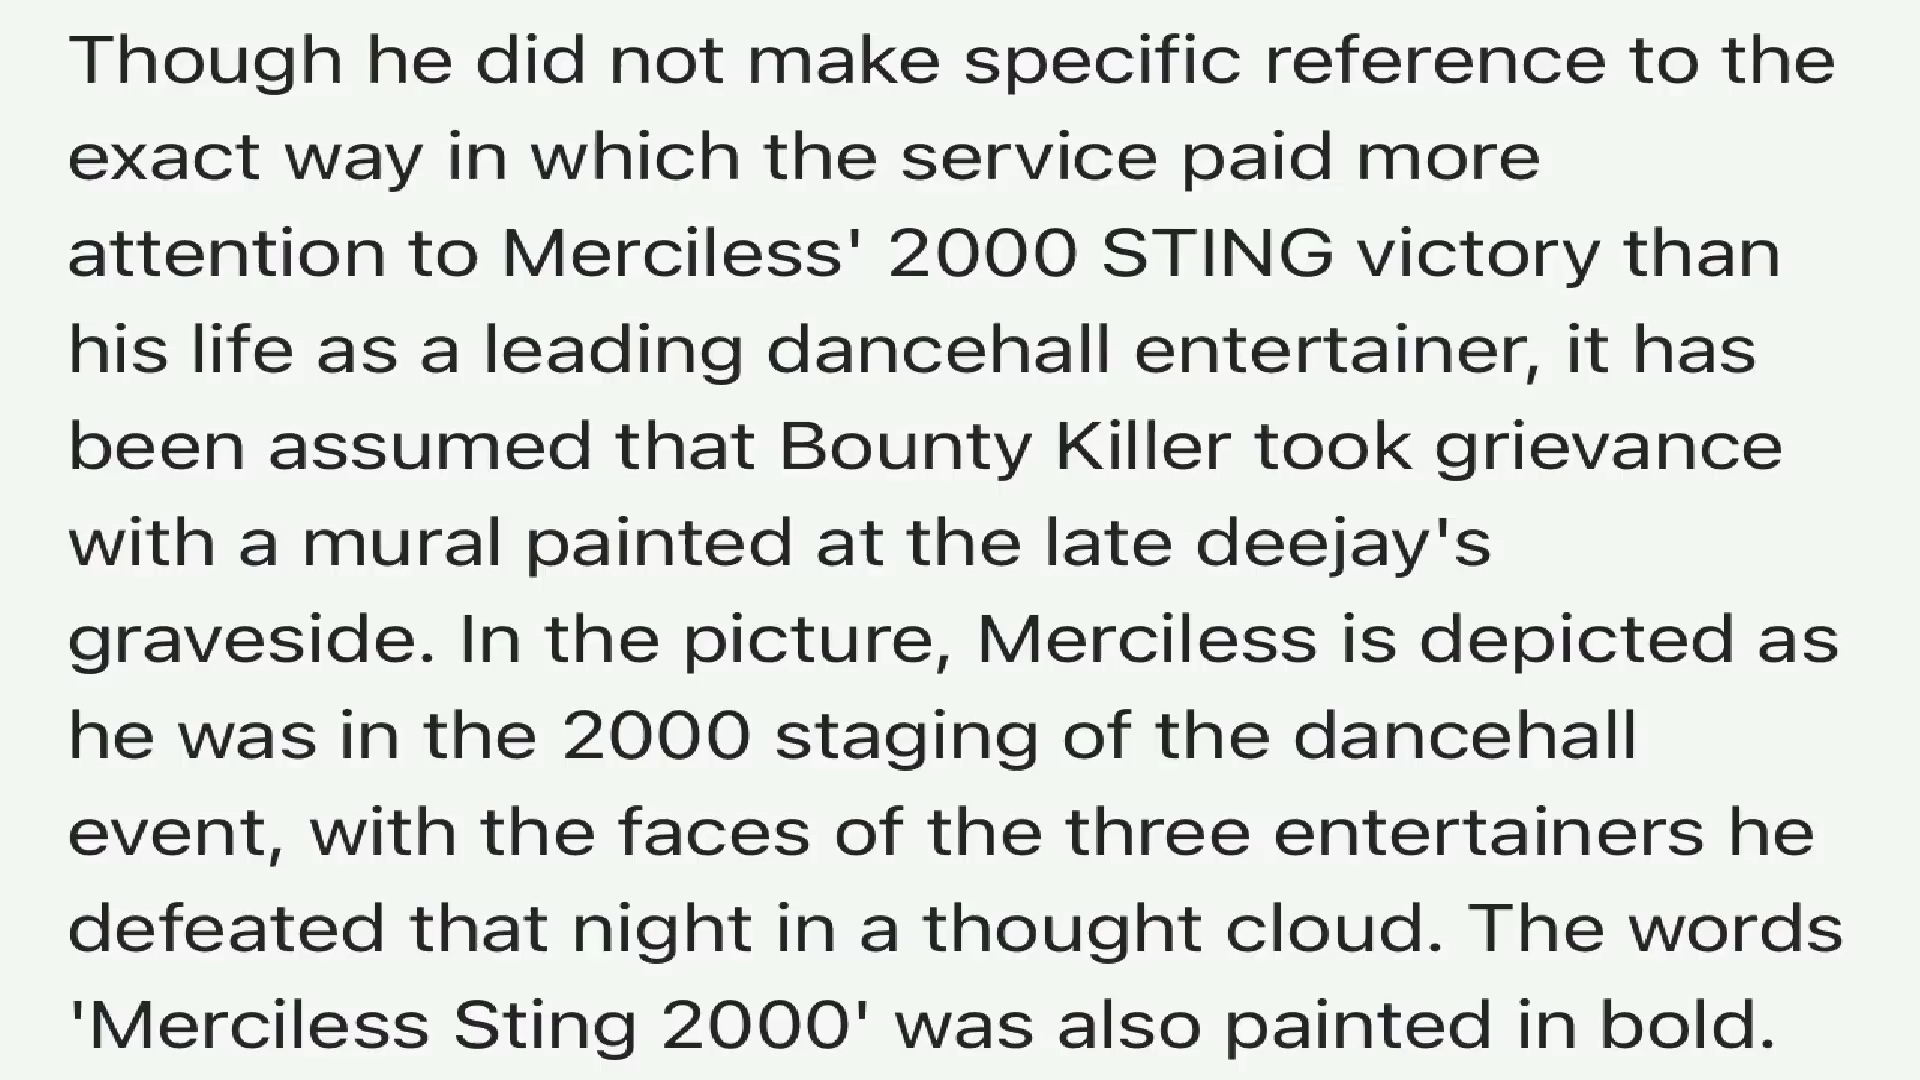 Though he did not make specific reference to the
exact way in which the service paid more
attention to Merciless' 2000 STING victory than
his life as a leading dancehall entertainer, it has
been assumed that Bounty Killer took grievance
with a mural painted at the late deejay's
graveside. In the picture, Merciless is depicted as
he was in the 2000 staging of the dancehall
event, with the faces of the three entertainers he
defeated that night in a thought cloud. The words
'Merciless Sting 2000' was also painted in bold.